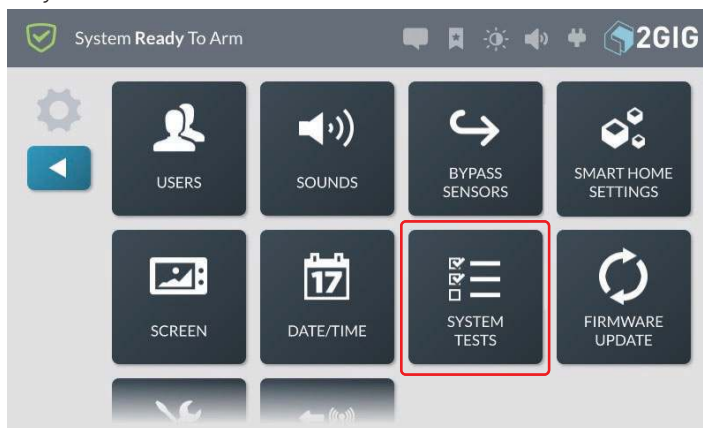 System Ready To Arm
2GIG
USERS
SOUNDS
BYPASS
SENSORS
SMART HOME
SETTINGS
SCREEN
17
DATE/TIME
SYSTEM
TESTS
FIRMWARE
UPDATE